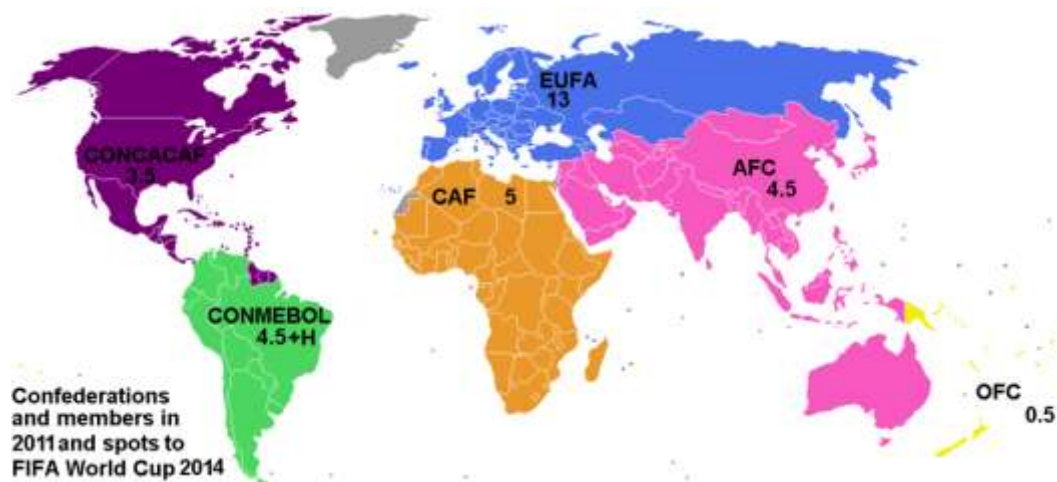 EUFA
13
CONCACAF
3.5
AFC
4.5
CAF 5
CONMEBOL
4.5+H
OFC
0.5
Confederations
and members in
2011 and spots to
FIFA World Cup 2014